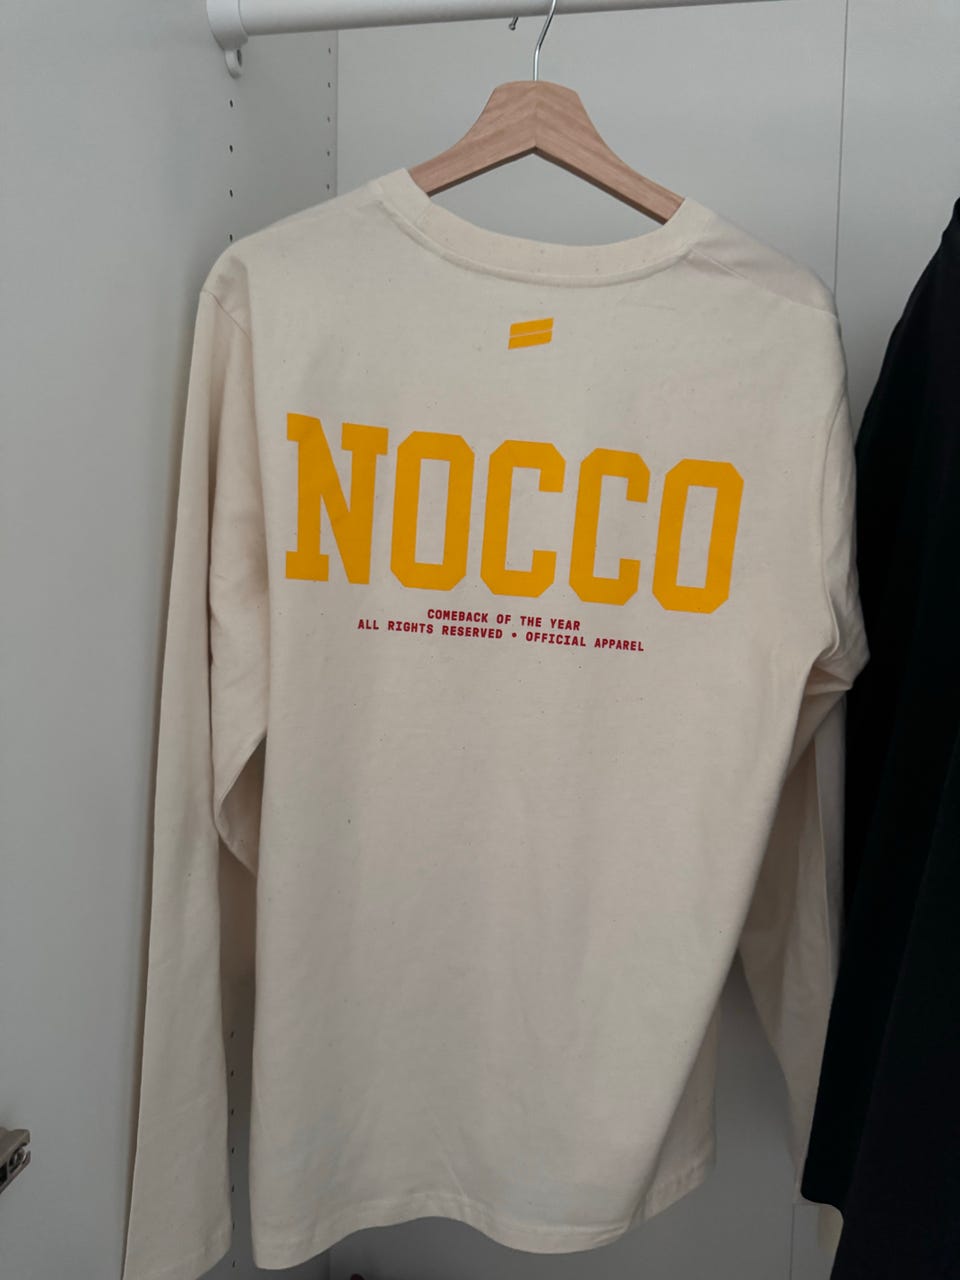 NOCCO
COMEBACK OF THE YEAR
ALL RIGHTS RESERVED • OFFICIAL APPAREL